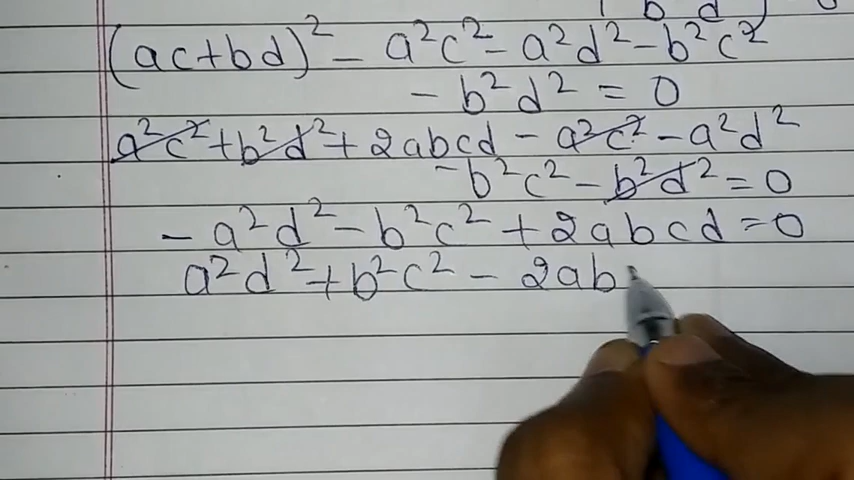 b d
(ac+bd)² - a²c² - a²d² - b²c²
- b²d² = 0
a²c² + b²d² + 2abcd - a²c² - a²d²
- b²c² - b²d² = 0
- a²d² - b²c² + 2abcd = 0
a²d² + b²c² - 2ab